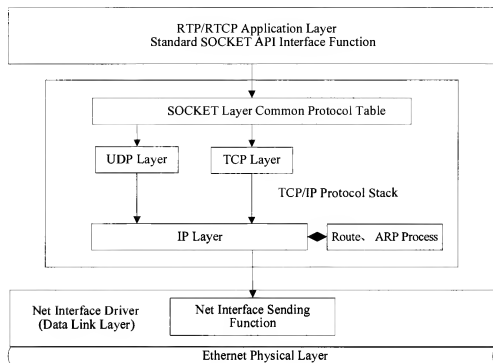 RTP/RTCP Application Layer
Standard SOCKET API Interface Function
SOCKET Layer Common Protocol Table
UDP Layer
TCP Layer
TCP/IP Protocol Stack
IP Layer
Route、 ARP Process
Net Interface Driver
(Data Link Layer)
Net Interface Sending
Function
Ethernet Physical Layer